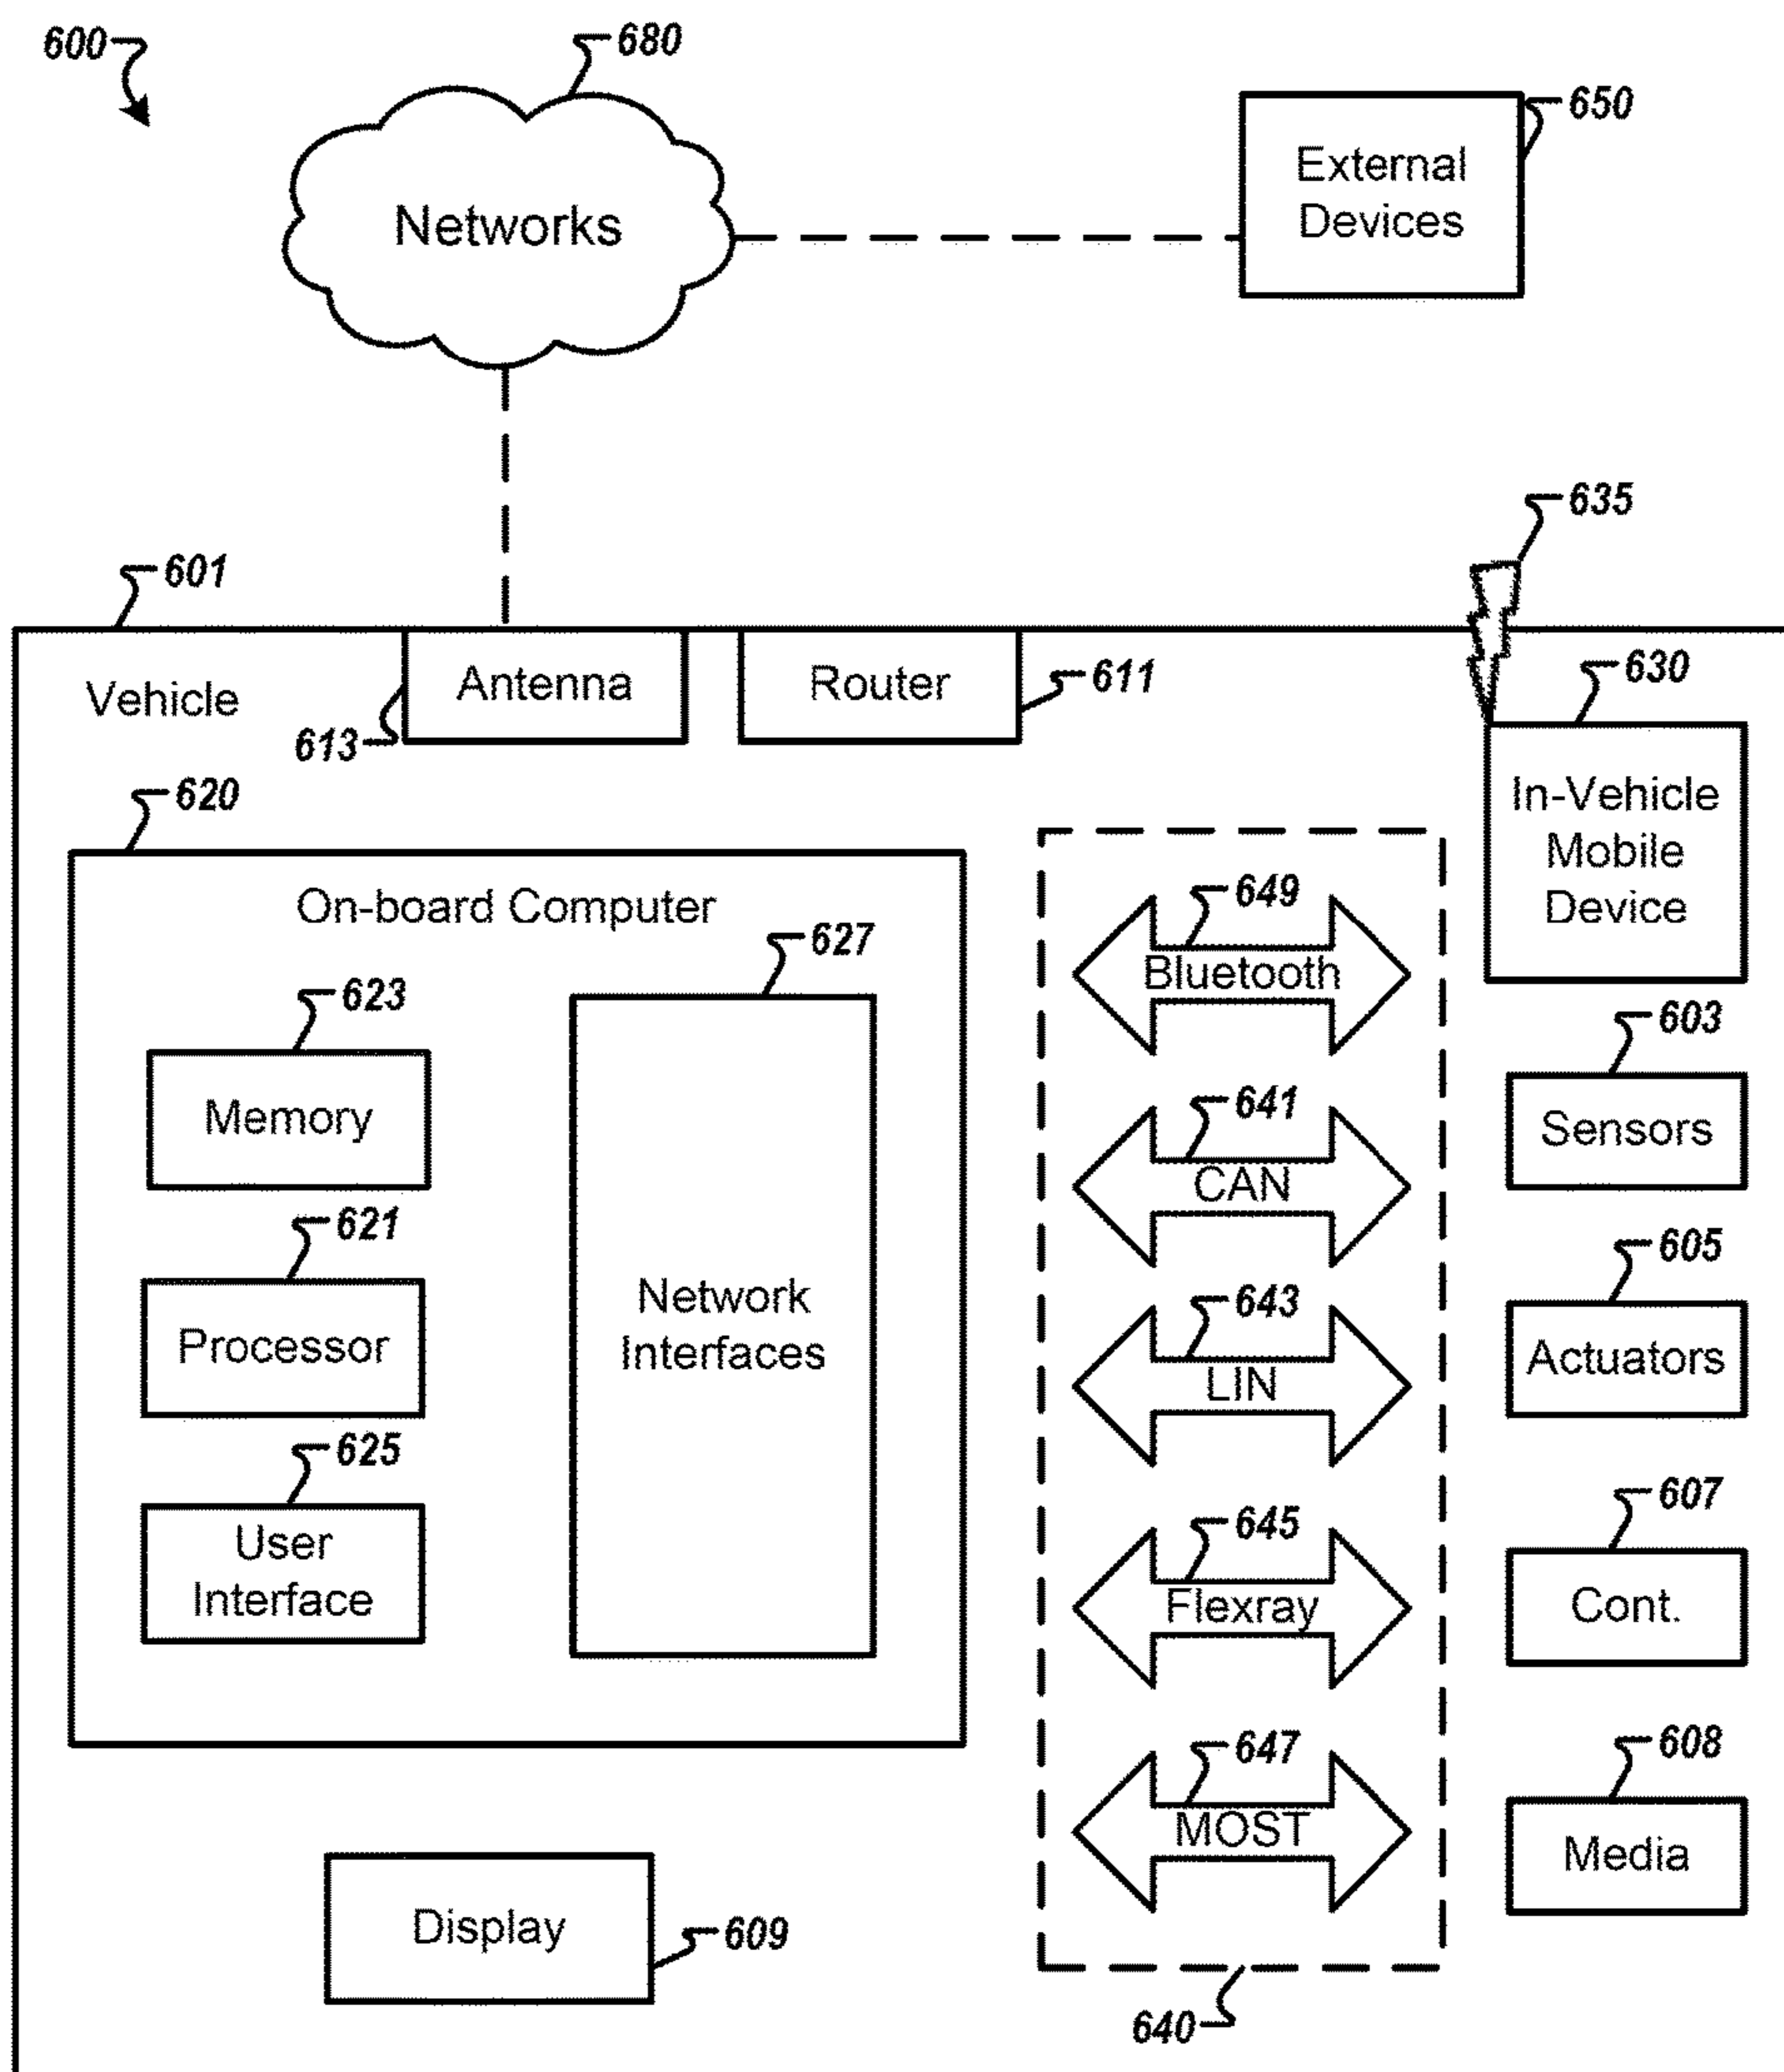 600
680
650
Networks
External
Devices
635
601
Vehicle
Antenna
613
Router
611
630
In-Vehicle
Mobile
Device
620
On-board Computer
623
Memory
621
Processor
625
User
Interface
627
Network
Interfaces
649
Bluetooth
641
CAN
643
LIN
645
Flexray
647
MOST
640
603
Sensors
605
Actuators
607
Cont.
608
Media
Display
609